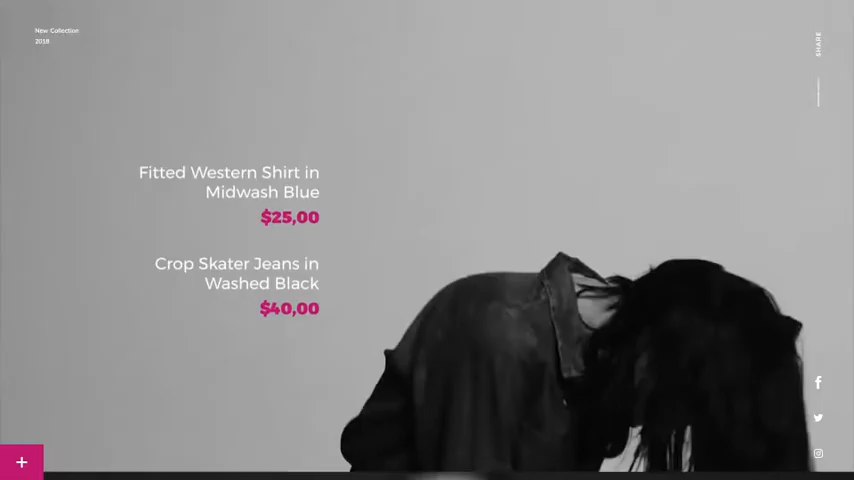 New Collection
2018
SHARE
Fitted Western Shirt in
Midwash Blue
$25,00
Crop Skater Jeans in
Washed Black
$40,00